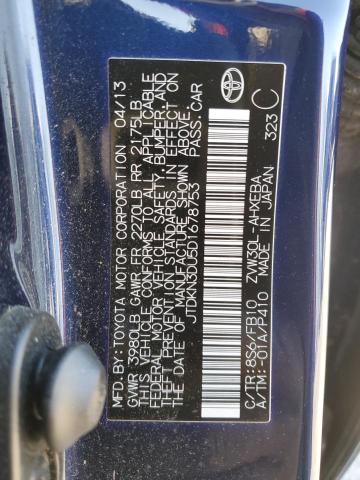 MFD.BY: TOYOTA MOTOR CORPORATION 04/13
GVWR 3980LB GAWR FR 2270LB RR 2175LB
THIS VEHICLE CONFORMS TO ALL APPLICABLE
FEDERAL MOTOR VEHICLE SAFETY, BUMPER, AND
THEFT PREVENTION STANDARDS IN EFFECT ON
THE DATE OF MANUFACTURE SHOWN ABOVE.
JTDKN3DU5D1678753 PASS.CAR
C/TR: 8S6/FB10 ZVW30L-AHXEBA
A/TM: -01A/P410 MADE IN JAPAN
323
C
TOYOTA